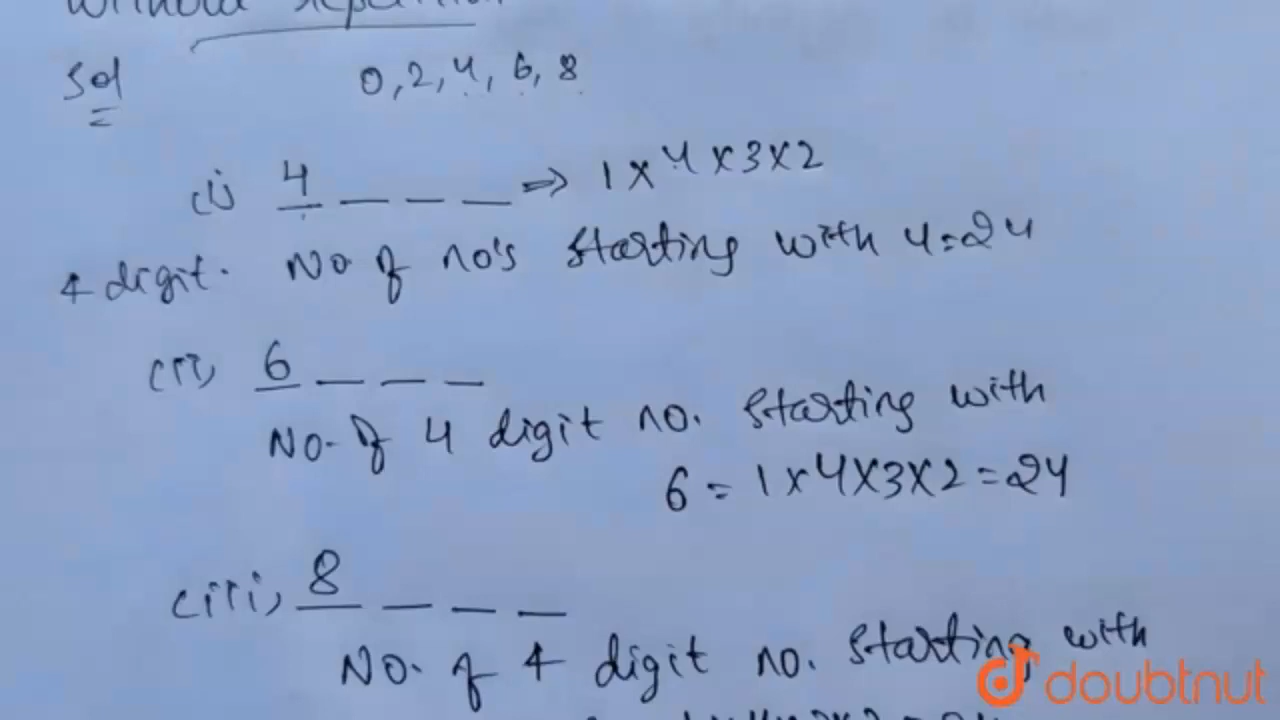 without
Sol 0, 2, 4, 6, 8
(i) 4 _ _ _ ⇒ 1 x 4 x 3 x 2
4 digit. No of no's starting with 4 = 24
(ii) 6 _ _ _
No. of 4 digit no. starting with
6 = 1 x 4 x 3 x 2 = 24
(iii) 8 _ _ _
No. of 4 digit no. starting with
doubtnut